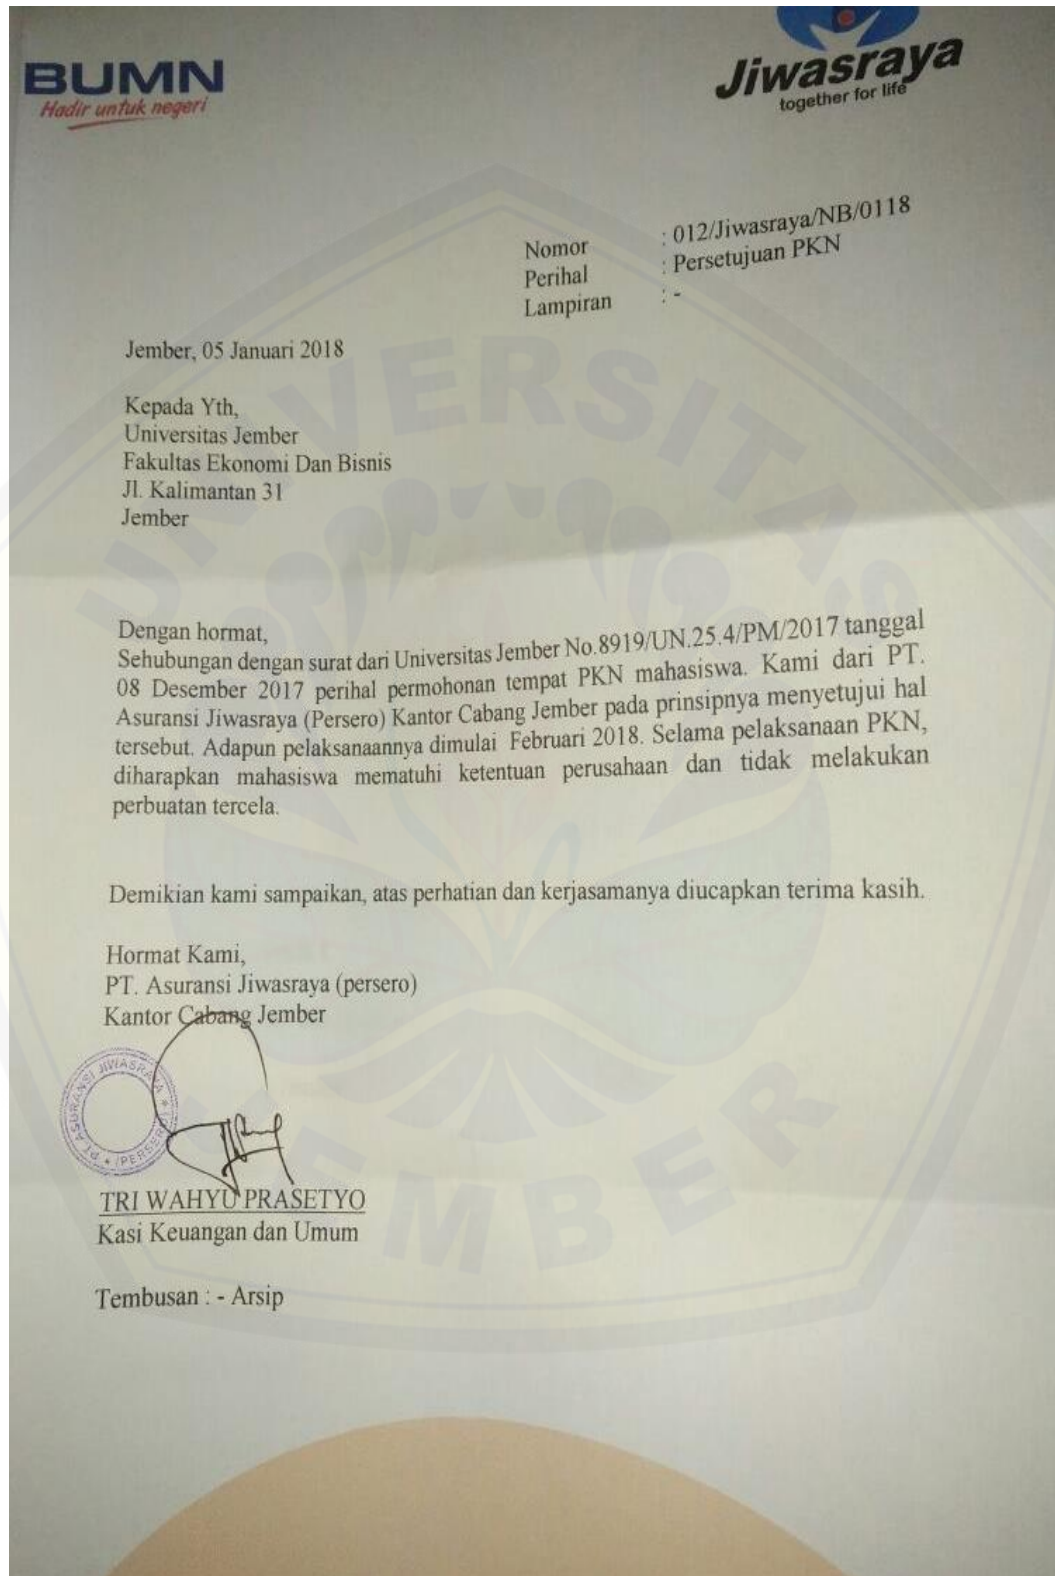 BUMN
Hadir untuk negeri
Jiwasraya
together for life
Nomor : 012/Jiwasraya/NB/0118
Perihal : Persetujuan PKN
Lampiran : -
Jember, 05 Januari 2018
Kepada Yth,
Universitas Jember
Fakultas Ekonomi Dan Bisnis
Jl. Kalimantan 31
Jember
Dengan hormat,
Sehubungan dengan surat dari Universitas Jember No.8919/UN.25.4/PM/2017 tanggal
08 Desember 2017 perihal permohonan tempat PKN mahasiswa. Kami dari PT.
Asuransi Jiwasraya (Persero) Kantor Cabang Jember pada prinsipnya menyetujui hal
tersebut. Adapun pelaksanaannya dimulai Februari 2018. Selama pelaksanaan PKN,
diharapkan mahasiswa mematuhi ketentuan perusahaan dan tidak melakukan
perbuatan tercela.
Demikian kami sampaikan, atas perhatian dan kerjasamanya diucapkan terima kasih.
Hormat Kami,
PT. Asuransi Jiwasraya (persero)
Kantor Cabang Jember
PT ASURANSI JIWASRAYA (PERSERO)
TRI WAHYU PRASETYO
Kasi Keuangan dan Umum
Tembusan : - Arsip
UNIVERSITAS
JEMBER